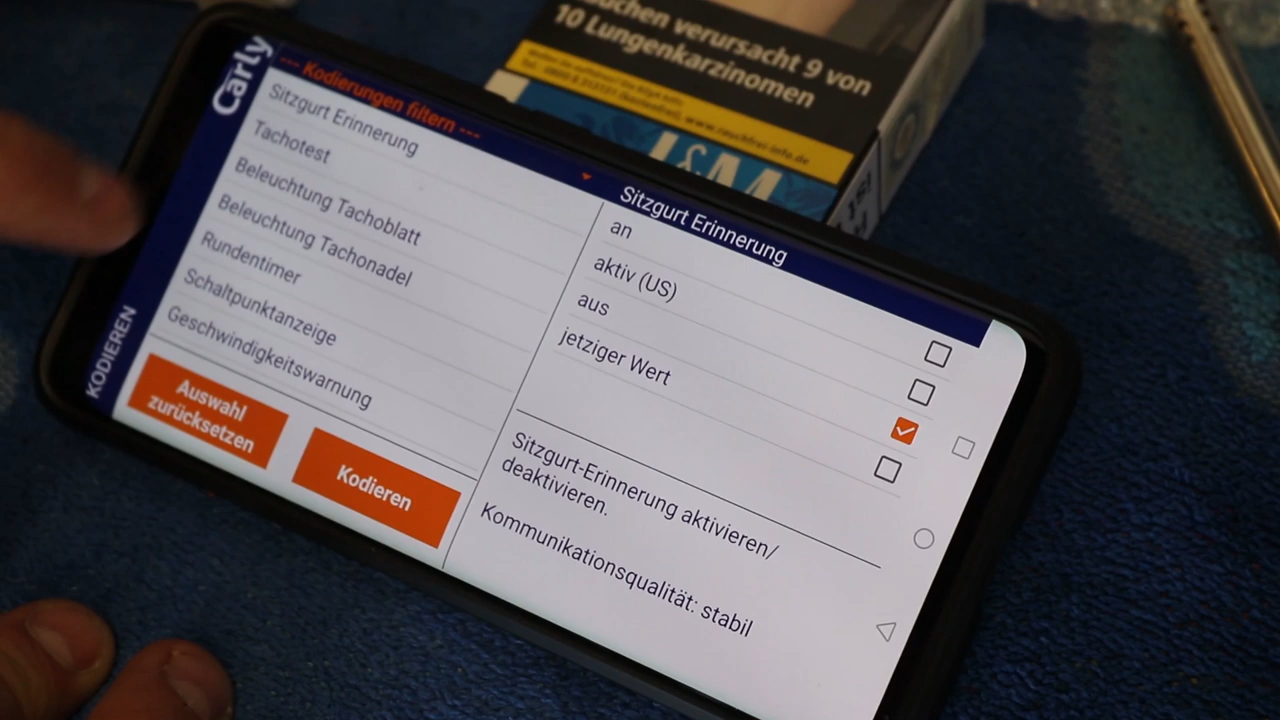 Carly
KODIEREN
--- Kodierungen filtern ---
Sitzgurt Erinnerung
Tachotest
Beleuchtung Tachoblatt
Beleuchtung Tachonadel
Rundentimer
Schaltpunktanzeige
Geschwindigkeitswarnung
Auswahl
zurücksetzen
Kodieren
Sitzgurt Erinnerung
an
aktiv (US)
aus
jetziger Wert
Sitzgurt-Erinnerung aktivieren/
deaktivieren.
Kommunikationsqualität: stabil
verursacht 9 von
10 Lungenkarzinomen
www.rauchfrei-info.de
L&M